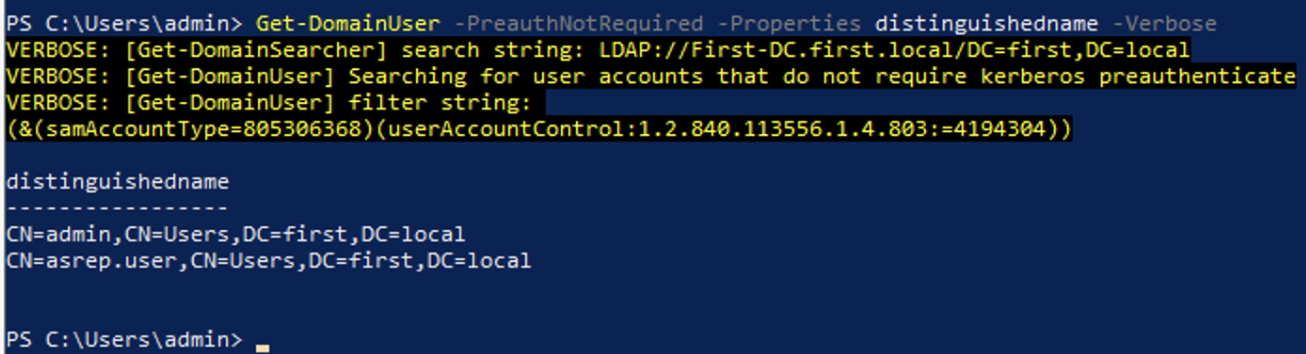 PS C:\Users\admin> Get-DomainUser -PreauthNotRequired -Properties distinguishedname -Verbose
VERBOSE: [Get-DomainSearcher] search string: LDAP://First-DC.first.local/DC=first,DC=local
VERBOSE: [Get-DomainUser] Searching for user accounts that do not require kerberos preauthenticate
VERBOSE: [Get-DomainUser] filter string:
(&(samAccountType=805306368)(userAccountControl:1.2.840.113556.1.4.803:=4194304))
distinguishedname
-----------------
CN=admin,CN=Users,DC=first,DC=local
CN=asrep.user,CN=Users,DC=first,DC=local
PS C:\Users\admin> _